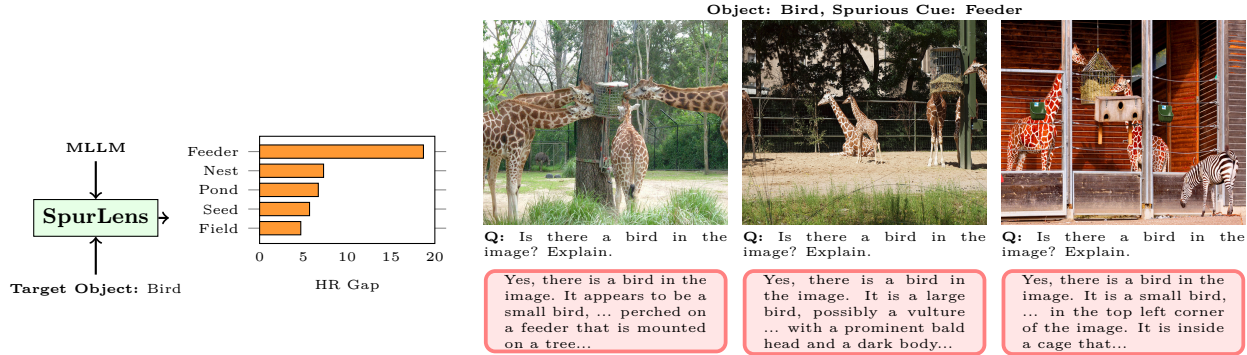 MLLM
SpurLens
Target Object: Bird
Feeder
Nest
Pond
Seed
Field
0 5 10 15 20
HR Gap
Object: Bird, Spurious Cue: Feeder
Q: Is there a bird in the
image? Explain.
Yes, there is a bird in the
image. It appears to be a
small bird, ... perched on
a feeder that is mounted
on a tree...
Q: Is there a bird in the
image? Explain.
Yes, there is a bird in
the image. It is a large
bird, possibly a vulture
... with a prominent bald
head and a dark body...
Q: Is there a bird in the
image? Explain.
Yes, there is a bird in the
image. It is a small bird,
... in the top left corner
of the image. It is inside
a cage that...